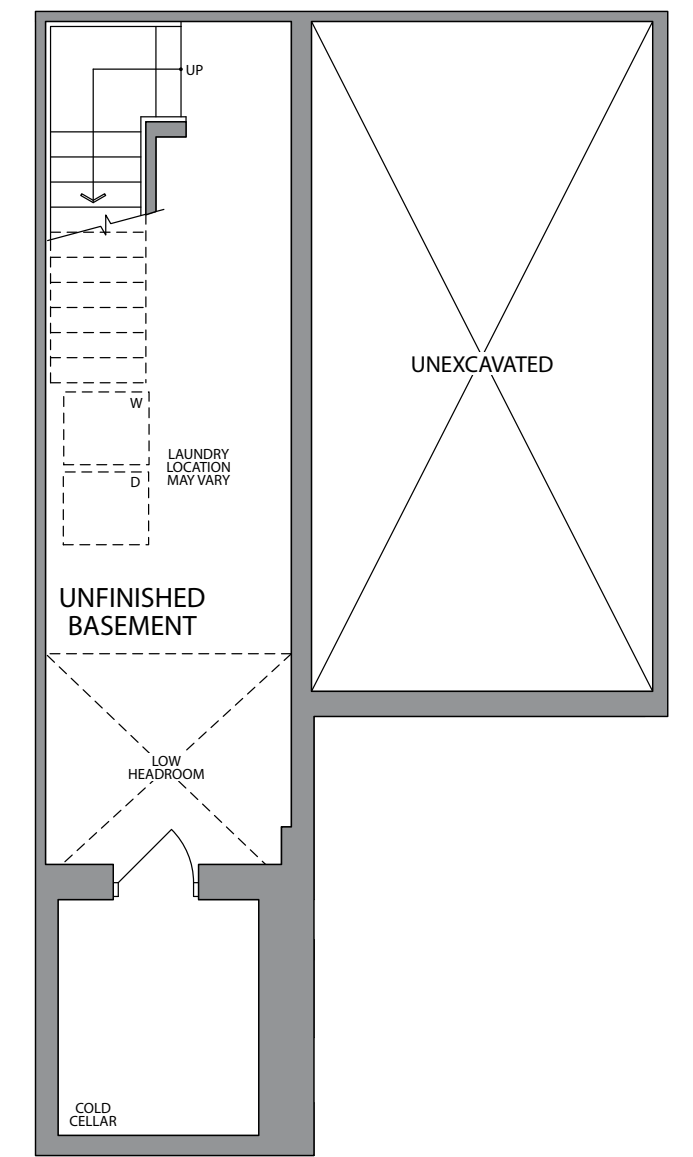 UP
UNEXCAVATED
W
LAUNDRY
LOCATION
MAY VARY
D
UNFINISHED
BASEMENT
LOW
HEADROOM
COLD
CELLAR